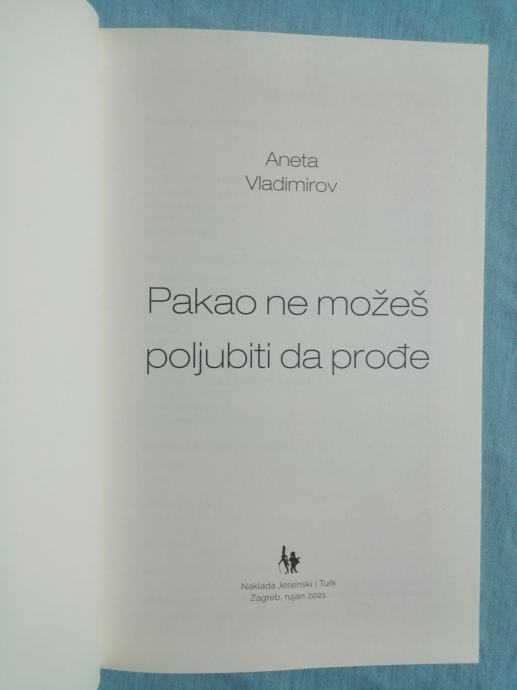 Aneta
Vladimirov
Pakao ne možeš
poljubiti da prođe
Naklada Jesenski i Turk
Zagreb, rujan 2021.